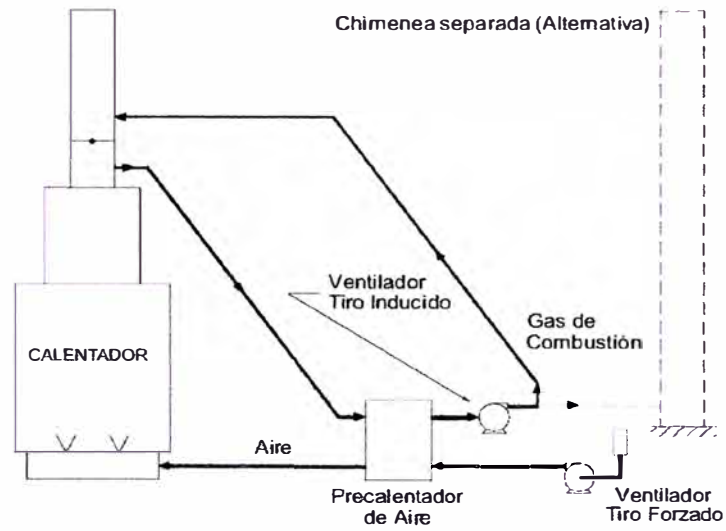 Chimenea separada (Alternativa)
Ventilador
Tiro Inducido
Gas de
Combustión
CALENTADOR
Aire
Precalentador
de Aire
Ventilador
Tiro Forzado